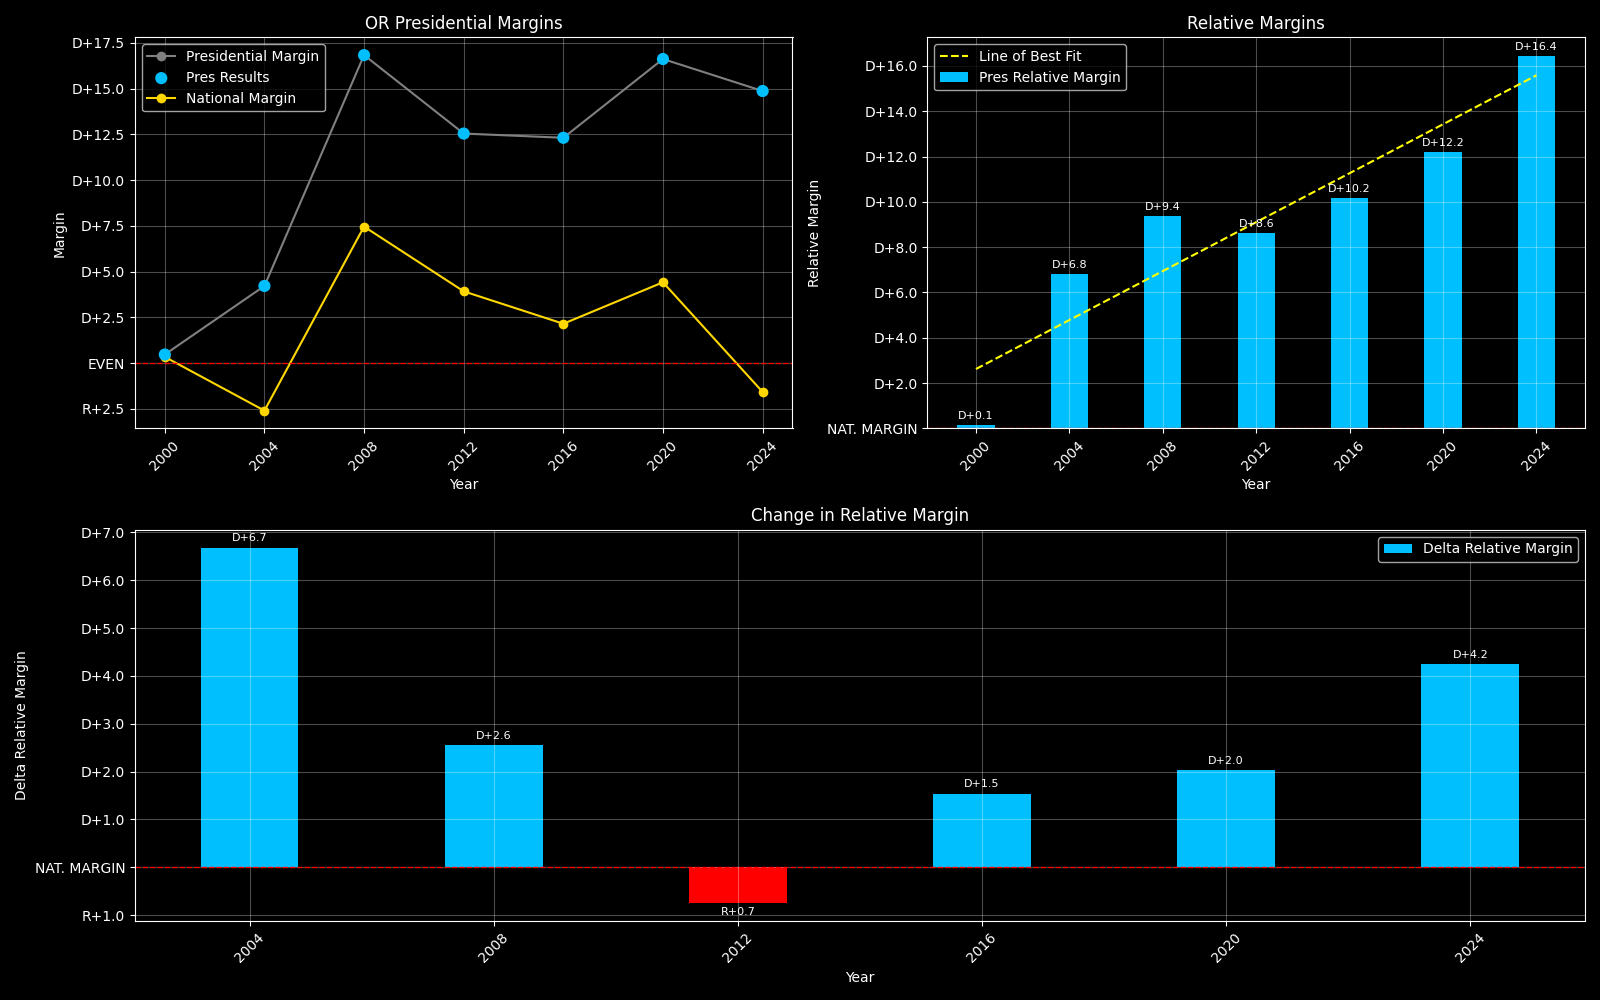 OR Presidential Margins
Presidential Margin
Pres Results
National Margin
Margin
D+17.5
D+15.0
D+12.5
D+10.0
D+7.5
D+5.0
D+2.5
EVEN
R+2.5
2000 2004 2008 2012 2016 2020 2024
Year
Relative Margins
Line of Best Fit
Pres Relative Margin
Relative Margin
D+16.0
D+14.0
D+12.0
D+10.0
D+8.0
D+6.0
D+4.0
D+2.0
NAT. MARGIN
D+0.1
D+6.8
D+9.4
D+8.6
D+10.2
D+12.2
D+16.4
2000 2004 2008 2012 2016 2020 2024
Year
Change in Relative Margin
Delta Relative Margin
Delta Relative Margin
D+7.0
D+6.0
D+5.0
D+4.0
D+3.0
D+2.0
D+1.0
NAT. MARGIN
R+1.0
D+6.7
D+2.6
R+0.7
D+1.5
D+2.0
D+4.2
2004 2008 2012 2016 2020 2024
Year